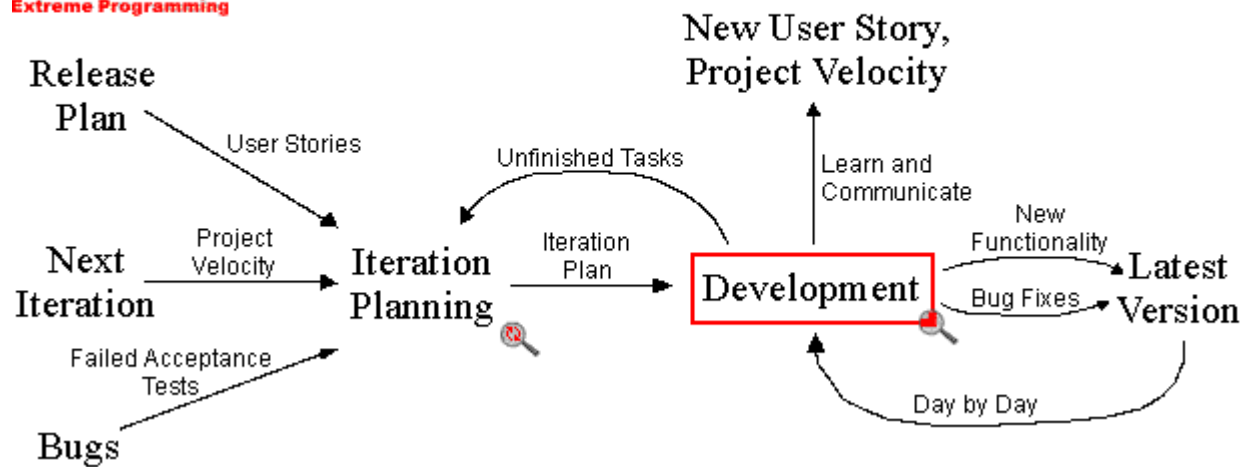 Extreme Programming
New User Story,
Project Velocity
Release
Plan
User Stories
Unfinished Tasks
Learn and
Communicate
Next
Iteration
Project
Velocity
Iteration
Planning
Iteration
Plan
Development
New
Functionality
Bug Fixes
Latest
Version
Failed Acceptance
Tests
Day by Day
Bugs